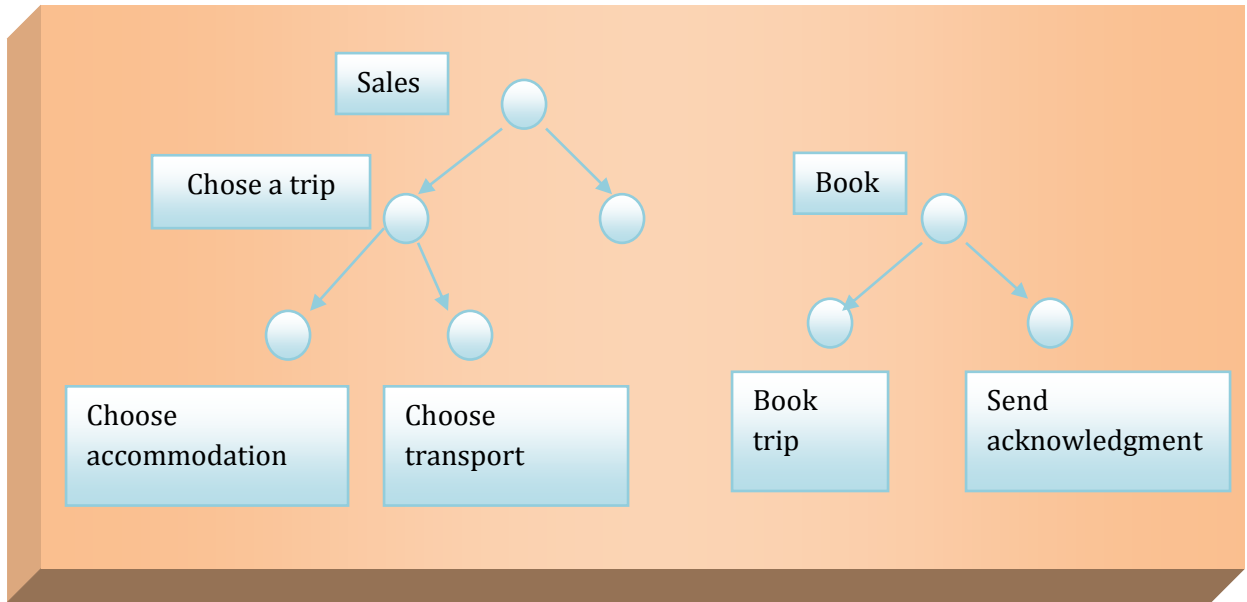 Sales
Chose a trip
Book
Choose
accommodation
Choose
transport
Book
trip
Send
acknowledgment